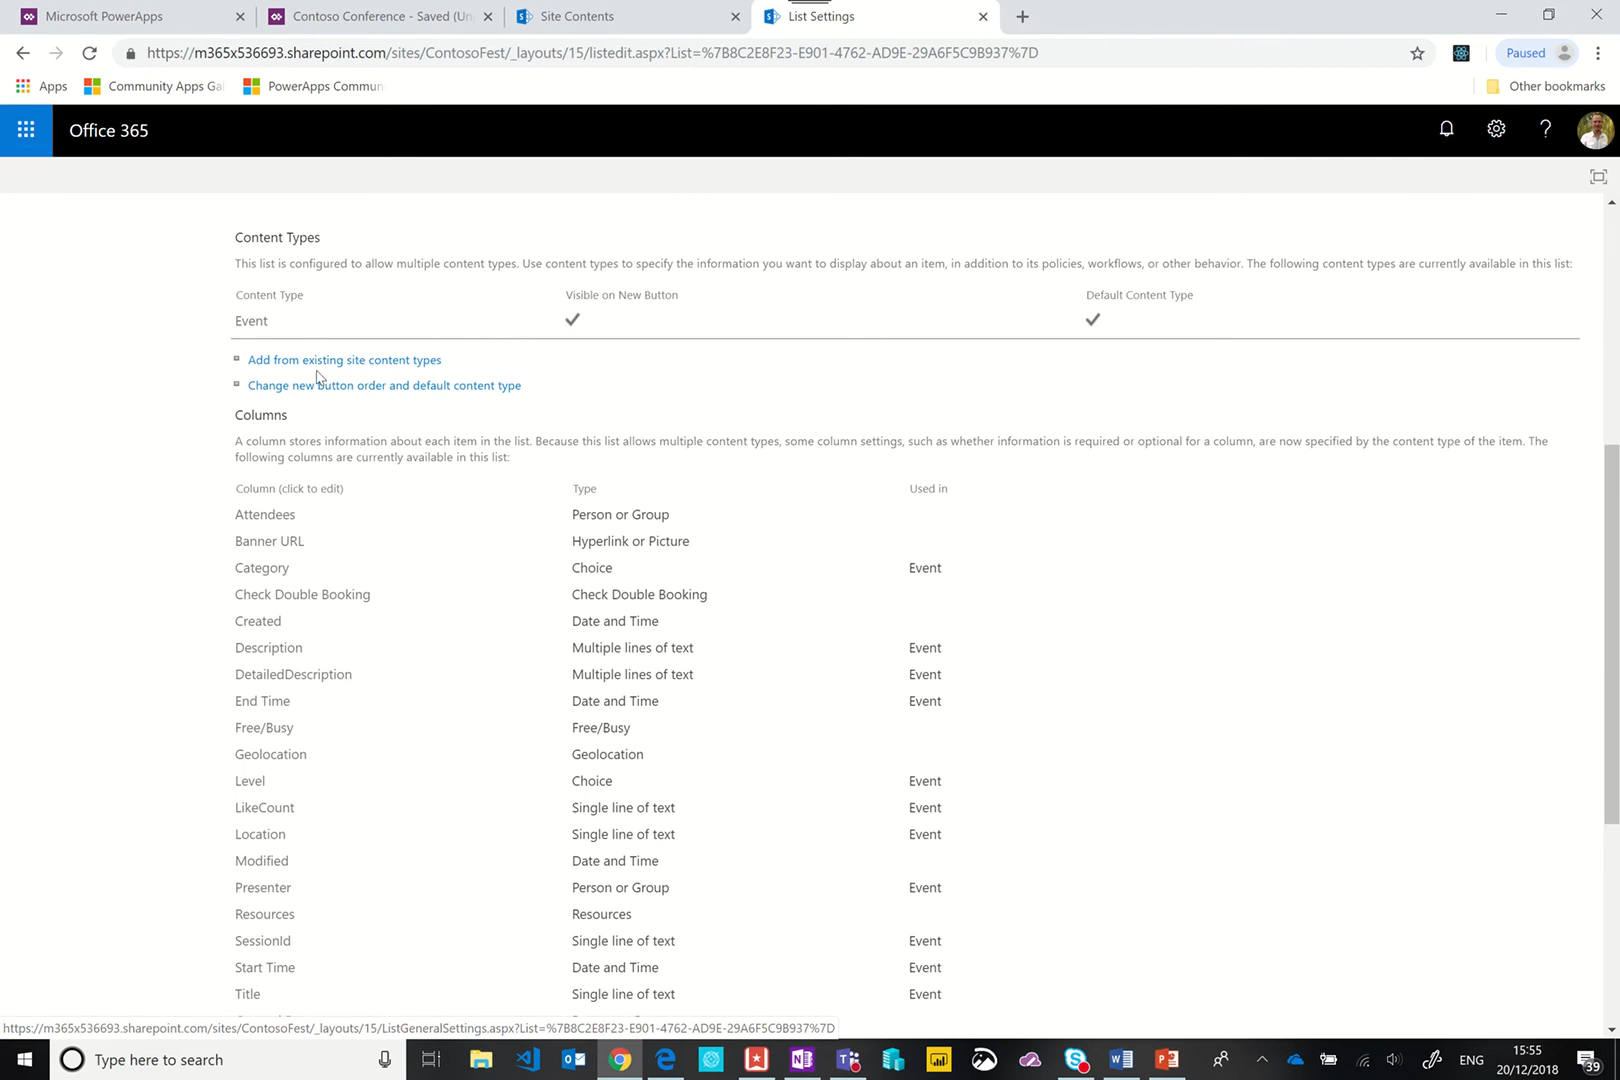 Microsoft PowerApps
Contoso Conference - Saved (Un
Site Contents
List Settings
https://m365x536693.sharepoint.com/sites/ContosoFest/_layouts/15/listedit.aspx?List=%7B8C2E8F23-E901-4762-AD9E-29A6F5C9B937%7D
Paused
Apps
Community Apps Gal
PowerApps Commun
Other bookmarks
Office 365
Content Types
This list is configured to allow multiple content types. Use content types to specify the information you want to display about an item, in addition to its policies, workflows, or other behavior. The following content types are currently available in this list:
Content Type Visible on New Button Default Content Type
Event
Add from existing site content types
Change new button order and default content type
Columns
A column stores information about each item in the list. Because this list allows multiple content types, some column settings, such as whether information is required or optional for a column, are now specified by the content type of the item. The
following columns are currently available in this list:
Column (click to edit) Type Used in
Attendees Person or Group
Banner URL Hyperlink or Picture
Category Choice Event
Check Double Booking Check Double Booking
Created Date and Time
Description Multiple lines of text Event
DetailedDescription Multiple lines of text Event
End Time Date and Time Event
Free/Busy Free/Busy
Geolocation Geolocation
Level Choice Event
LikeCount Single line of text Event
Location Single line of text Event
Modified Date and Time
Presenter Person or Group Event
Resources Resources
SessionId Single line of text Event
Start Time Date and Time Event
Title Single line of text Event
https://m365x536693.sharepoint.com/sites/ContosoFest/_layouts/15/ListGeneralSettings.aspx?List=%7B8C2E8F23-E901-4762-AD9E-29A6F5C9B937%7D
Type here to search
ENG
15:55
20/12/2018
39